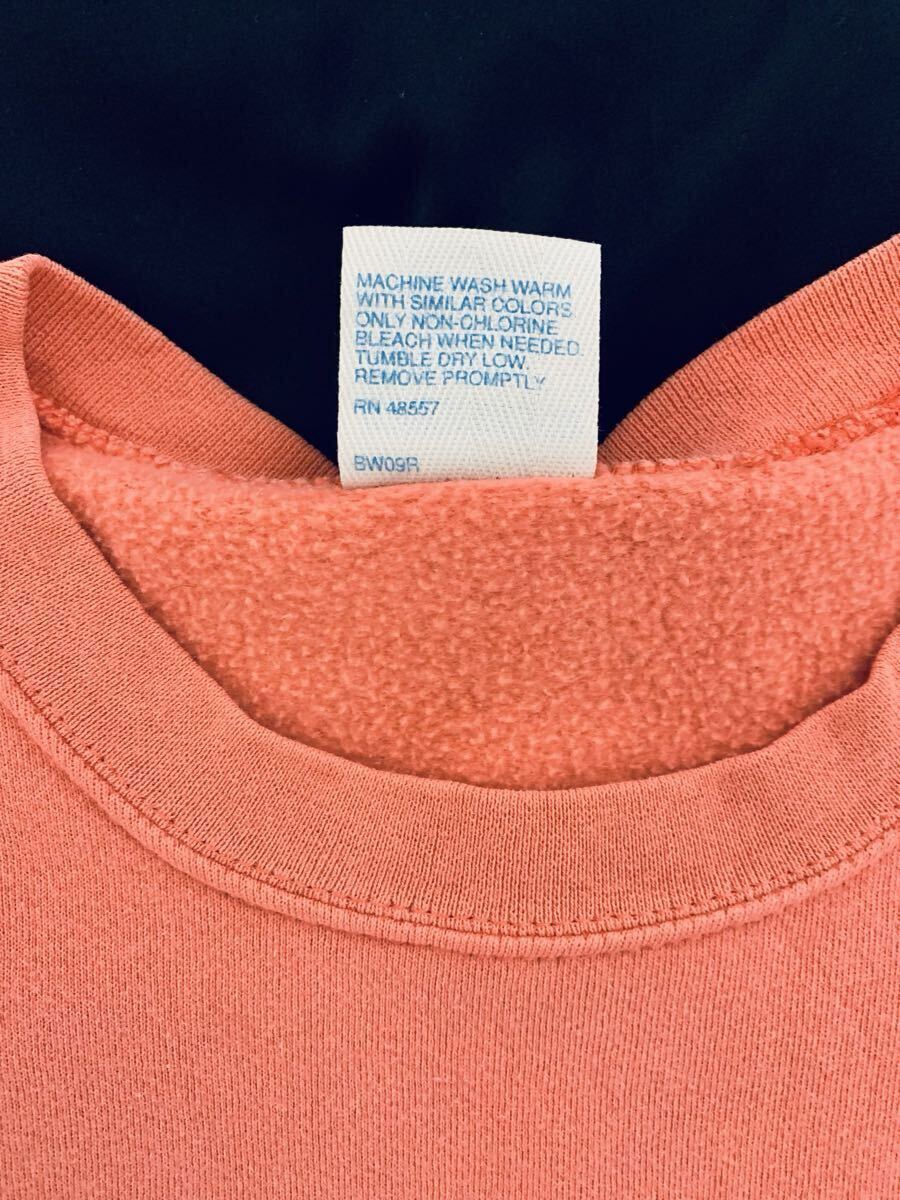 MACHINE WASH WARM
WITH SIMILAR COLORS.
ONLY NON-CHLORINE
BLEACH WHEN NEEDED.
TUMBLE DRY LOW.
REMOVE PROMPTLY.
RN 48557
BW09R